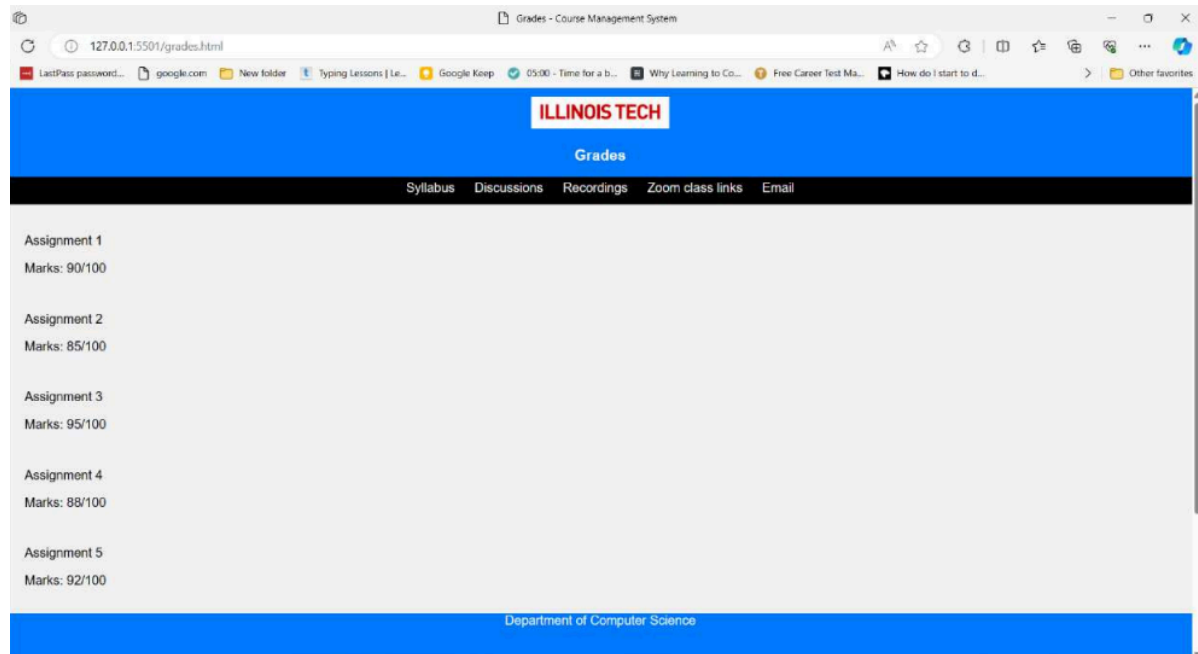 Grades - Course Management System
127.0.0.1:5501/grades.html
LastPass password... google.com New folder Typing Lessons | Le... Google Keep 05:00 - Time for a b... Why Learning to Co... Free Career Test Ma... How do I start to d... Other favorites
ILLINOIS TECH
Grades
Syllabus Discussions Recordings Zoom class links Email
Assignment 1
Marks: 90/100
Assignment 2
Marks: 85/100
Assignment 3
Marks: 95/100
Assignment 4
Marks: 88/100
Assignment 5
Marks: 92/100
Department of Computer Science